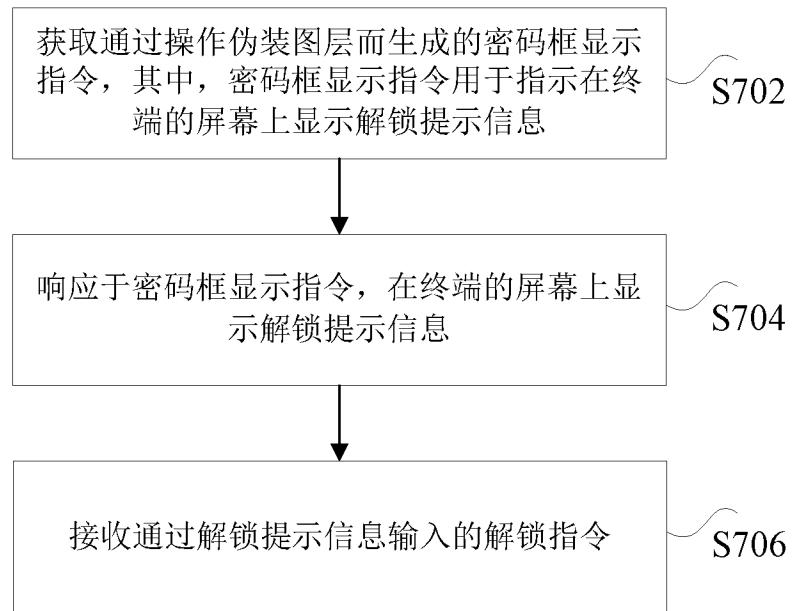 获取通过操作伪装图层而生成的密码框显示
指令，其中，密码框显示指令用于指示在终
端的屏幕上显示解锁提示信息
S702
响应于密码框显示指令，在终端的屏幕上显
示解锁提示信息
S704
接收通过解锁提示信息输入的解锁指令
S706